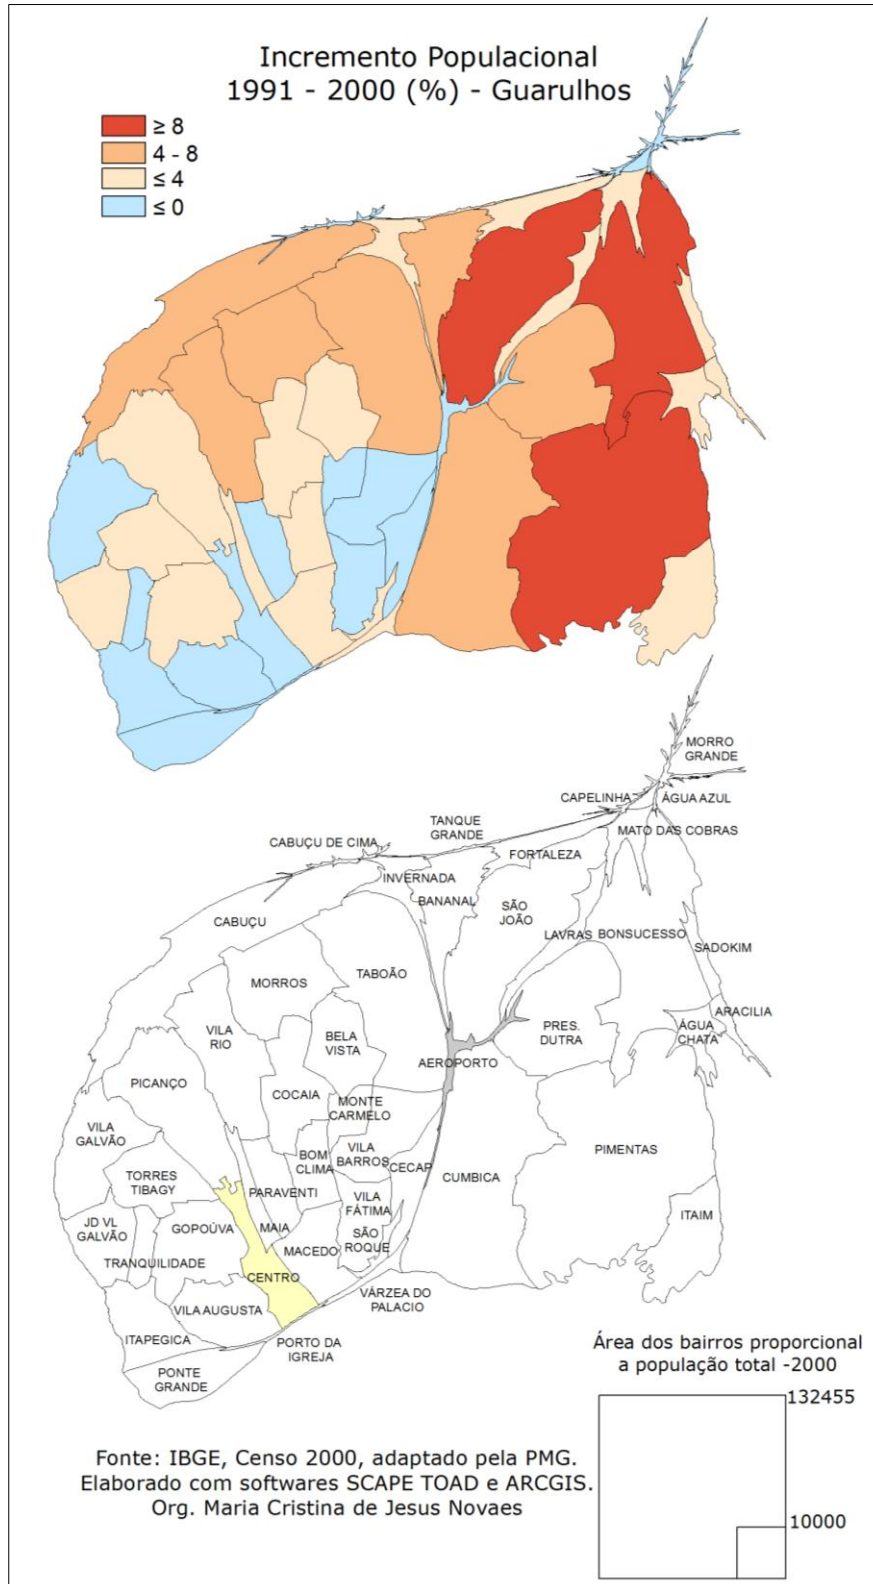 Incremento Populacional
1991 - 2000 (%) - Guarulhos
≥ 8
4 - 8
≤ 4
≤ 0
MORRO
GRANDE
CAPELINHA
ÁGUA AZUL
TANQUE
GRANDE
MATO DAS COBRAS
CABUÇU DE CIMA
FORTALEZA
INVERNADA
BANANAL
SÃO
JOÃO
CABUÇU
LAVRAS
BONSUCESSO
SADOKIM
TABOÃO
MORROS
ARACILIA
VILA
RIO
BELA
VISTA
PRES.
DUTRA
ÁGUA
CHATA
AEROPORTO
PICANÇO
COCAIA
MONTE
CARMELO
VILA
GALVÃO
BOM
CLIMA
VILA
BARROS
CECAP
CUMBICA
PIMENTAS
TORRES
TIBAGY
PARAVENTI
VILA
FÁTIMA
JD VL
GALVÃO
GOPOÚVA
MAIA
SÃO
ROQUE
ITAIM
TRANQUILIDADE
MACEDO
CENTRO
VÁRZEA DO
PALACIO
VILA AUGUSTA
ITAPEGICA
PORTO DA
IGREJA
PONTE
GRANDE
Área dos bairros proporcional
a população total -2000
132455
10000
Fonte: IBGE, Censo 2000, adaptado pela PMG.
Elaborado com softwares SCAPE TOAD e ARCGIS.
Org. Maria Cristina de Jesus Novaes